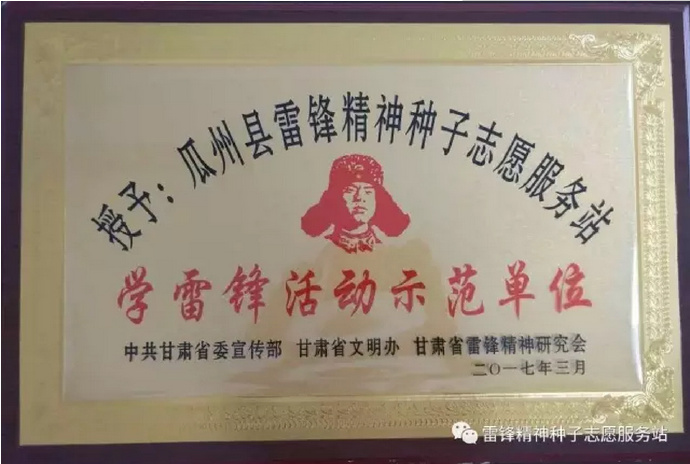 授予：瓜州县雷锋精神种子志愿服务站
学雷锋活动示范单位
中共甘肃省委宣传部 甘肃省文明办 甘肃省雷锋精神研究会
二〇一七年三月
雷锋精神种子志愿服务站